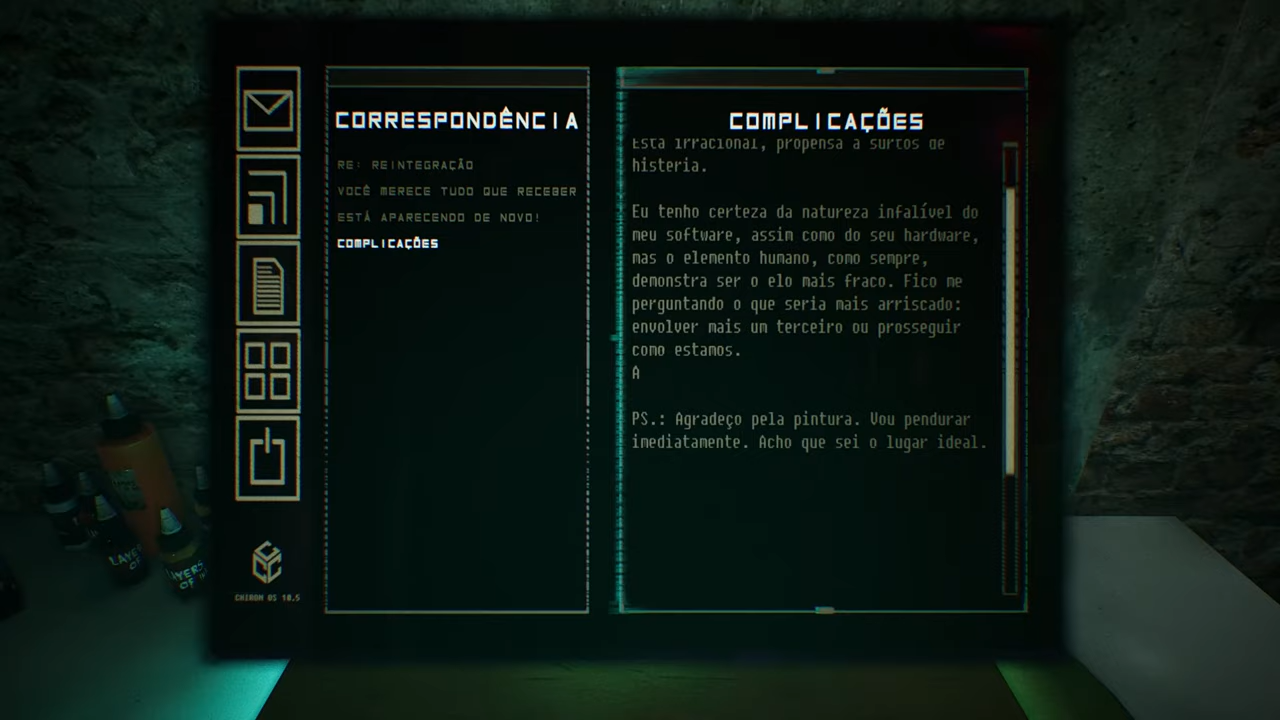 CORRESPONDÊNCIA
RE: REINTEGRAÇÃO
VOCÊ MERECE TUDO QUE RECEBER
ESTÁ APARECENDO DE NOVO!
COMPLICAÇÕES
CHIRON OS 10.5
COMPLICAÇÕES
Está irracional, propensa a surtos de
histeria.
Eu tenho certeza da natureza infalível do
meu software, assim como do seu hardware,
mas o elemento humano, como sempre,
demonstra ser o elo mais fraco. Fico me
perguntando o que seria mais arriscado:
envolver mais um terceiro ou prosseguir
como estamos.
A
PS.: Agradeço pela pintura. Vou pendurar
imediatamente. Acho que sei o lugar ideal.
LAYERS
OF
LAYERS
OF